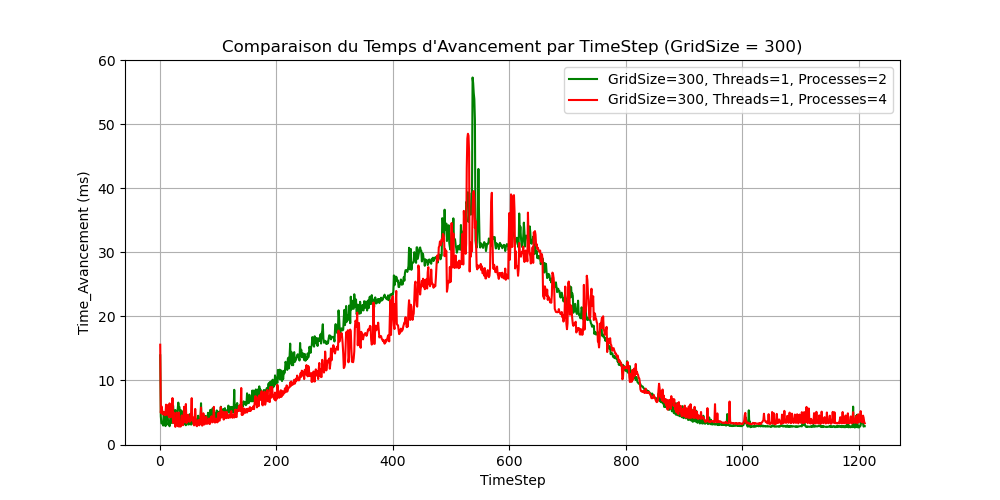 Comparaison du Temps d'Avancement par TimeStep (GridSize = 300)
GridSize=300, Threads=1, Processes=2
GridSize=300, Threads=1, Processes=4
Time_Avancement (ms)
60
50
40
30
20
10
0
0 200 400 600 800 1000 1200
TimeStep